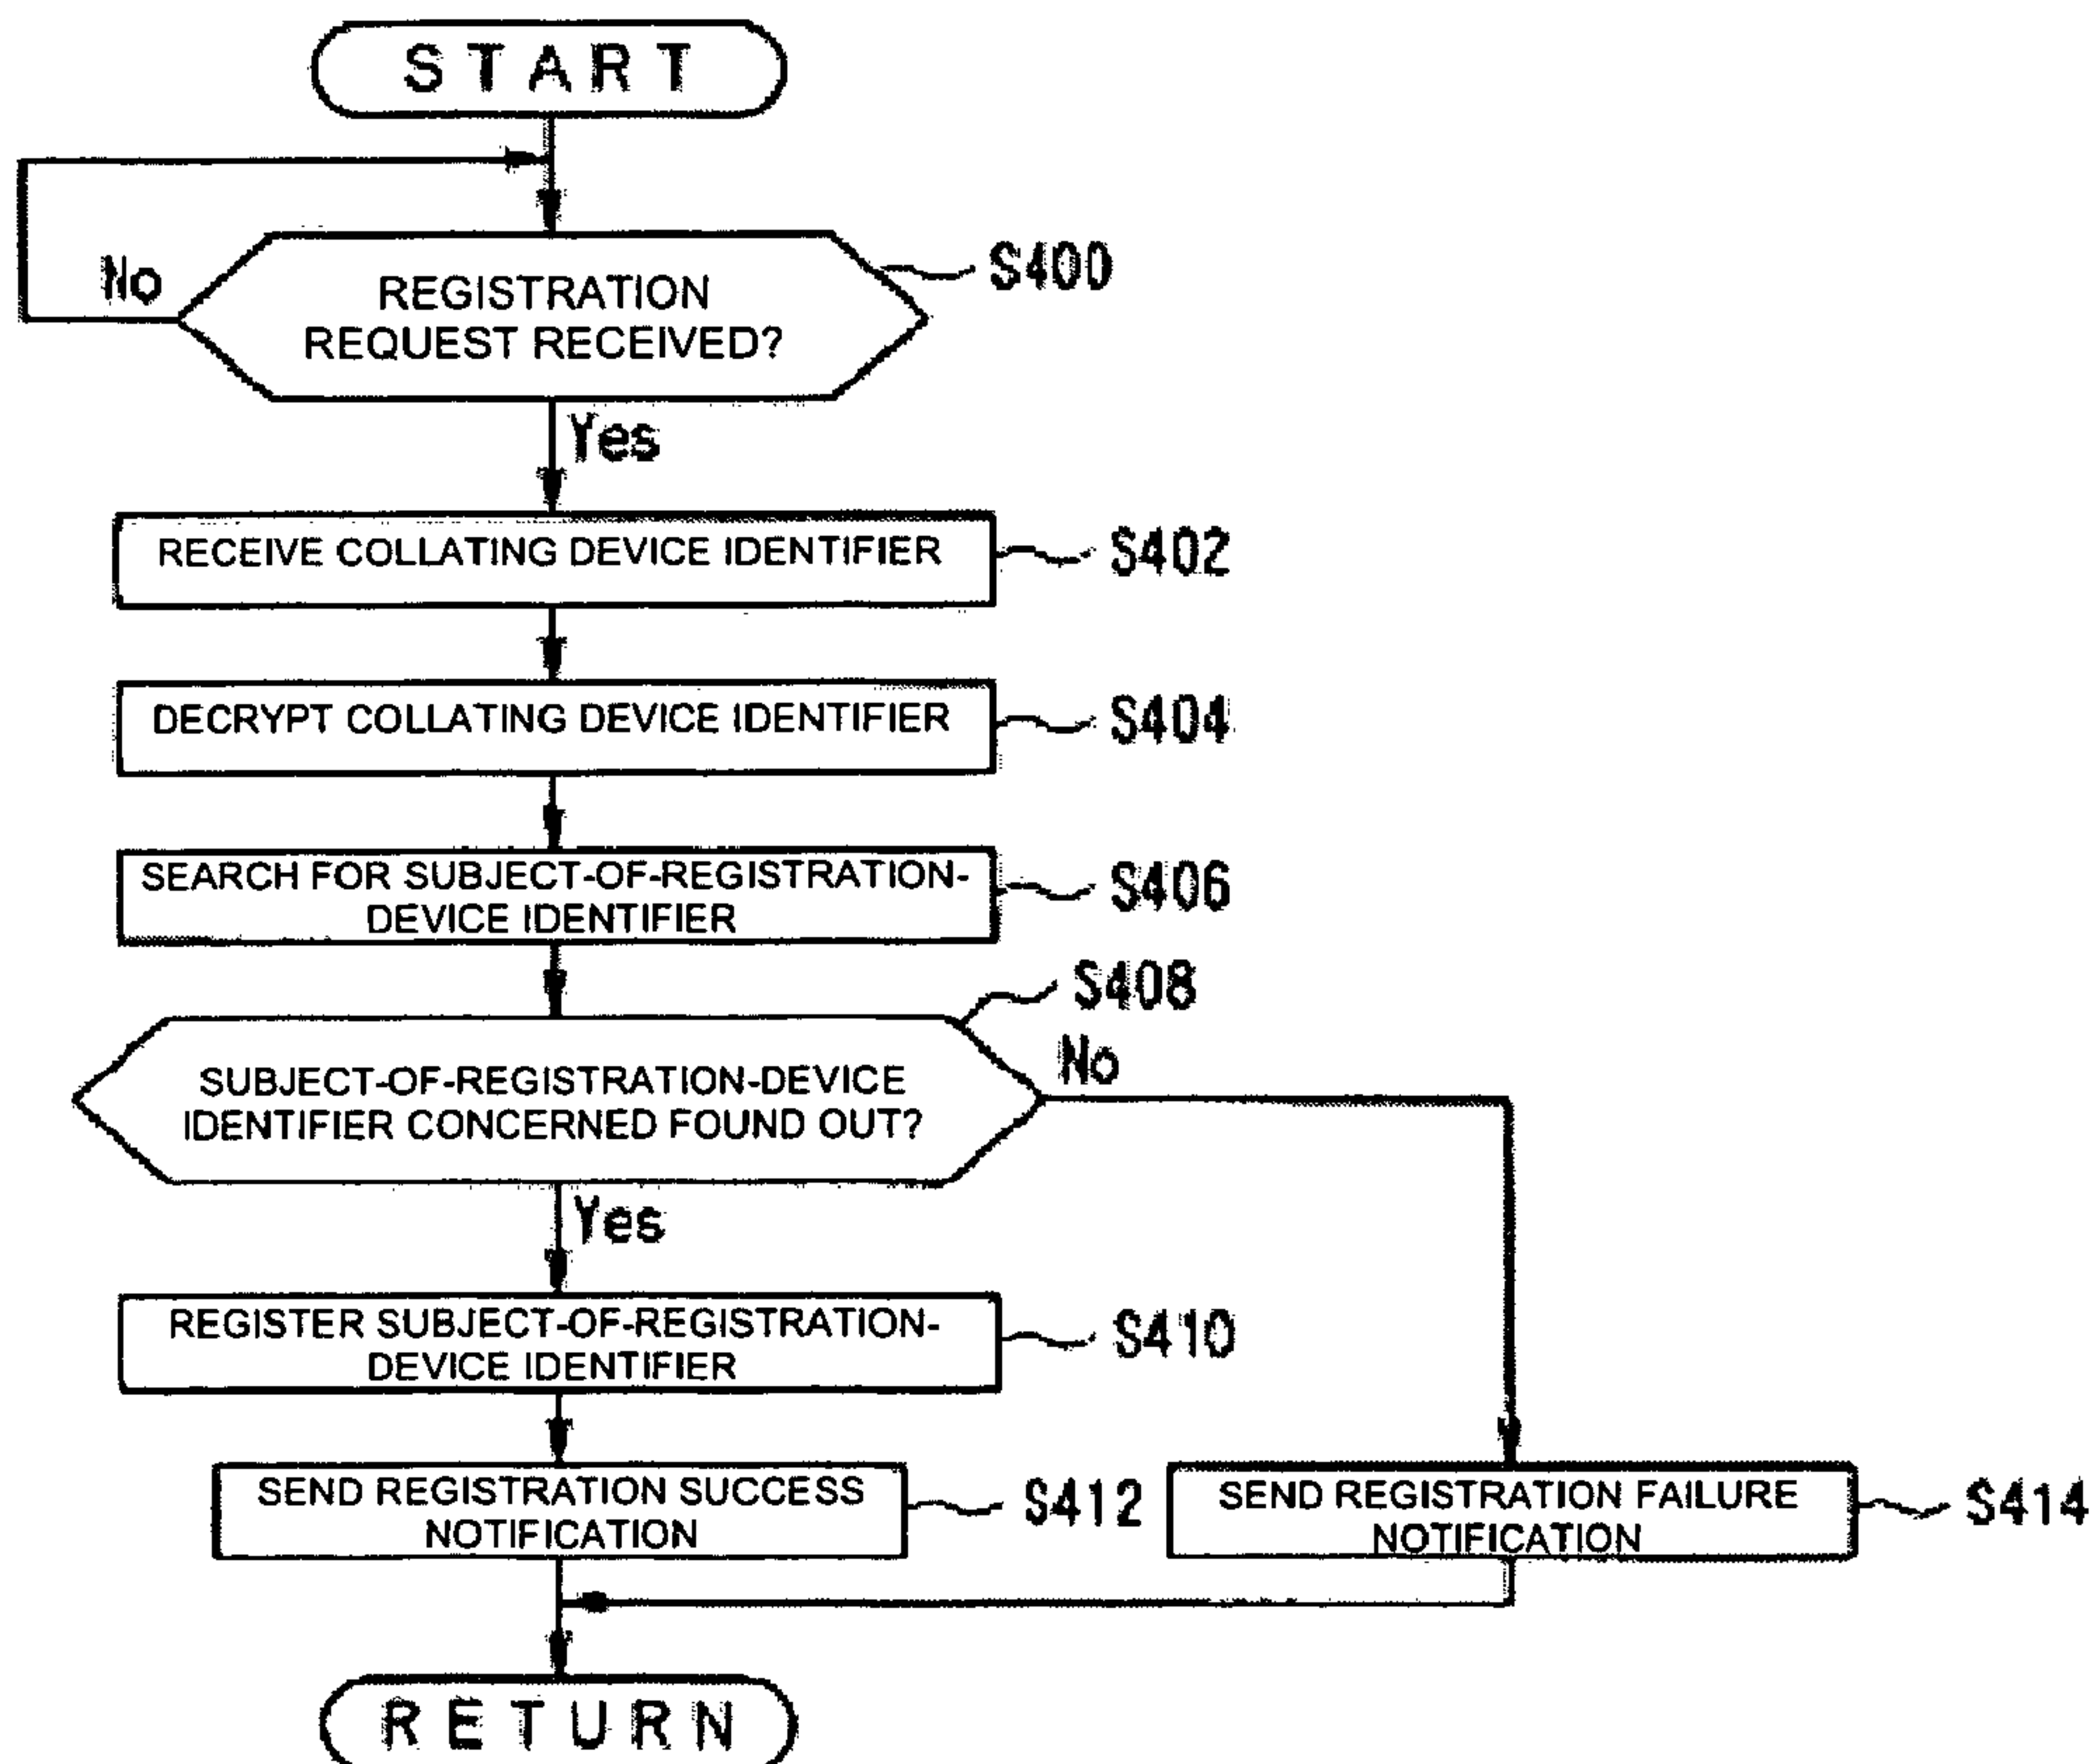 START
No
REGISTRATION
REQUEST RECEIVED?
S400
Yes
RECEIVE COLLATING DEVICE IDENTIFIER
S402
DECRYPT COLLATING DEVICE IDENTIFIER
S404
SEARCH FOR SUBJECT-OF-REGISTRATION-
DEVICE IDENTIFIER
S406
S408
SUBJECT-OF-REGISTRATION-DEVICE
IDENTIFIER CONCERNED FOUND OUT?
No
Yes
REGISTER SUBJECT-OF-REGISTRATION-
DEVICE IDENTIFIER
S410
SEND REGISTRATION SUCCESS
NOTIFICATION
S412
SEND REGISTRATION FAILURE
NOTIFICATION
S414
RETURN